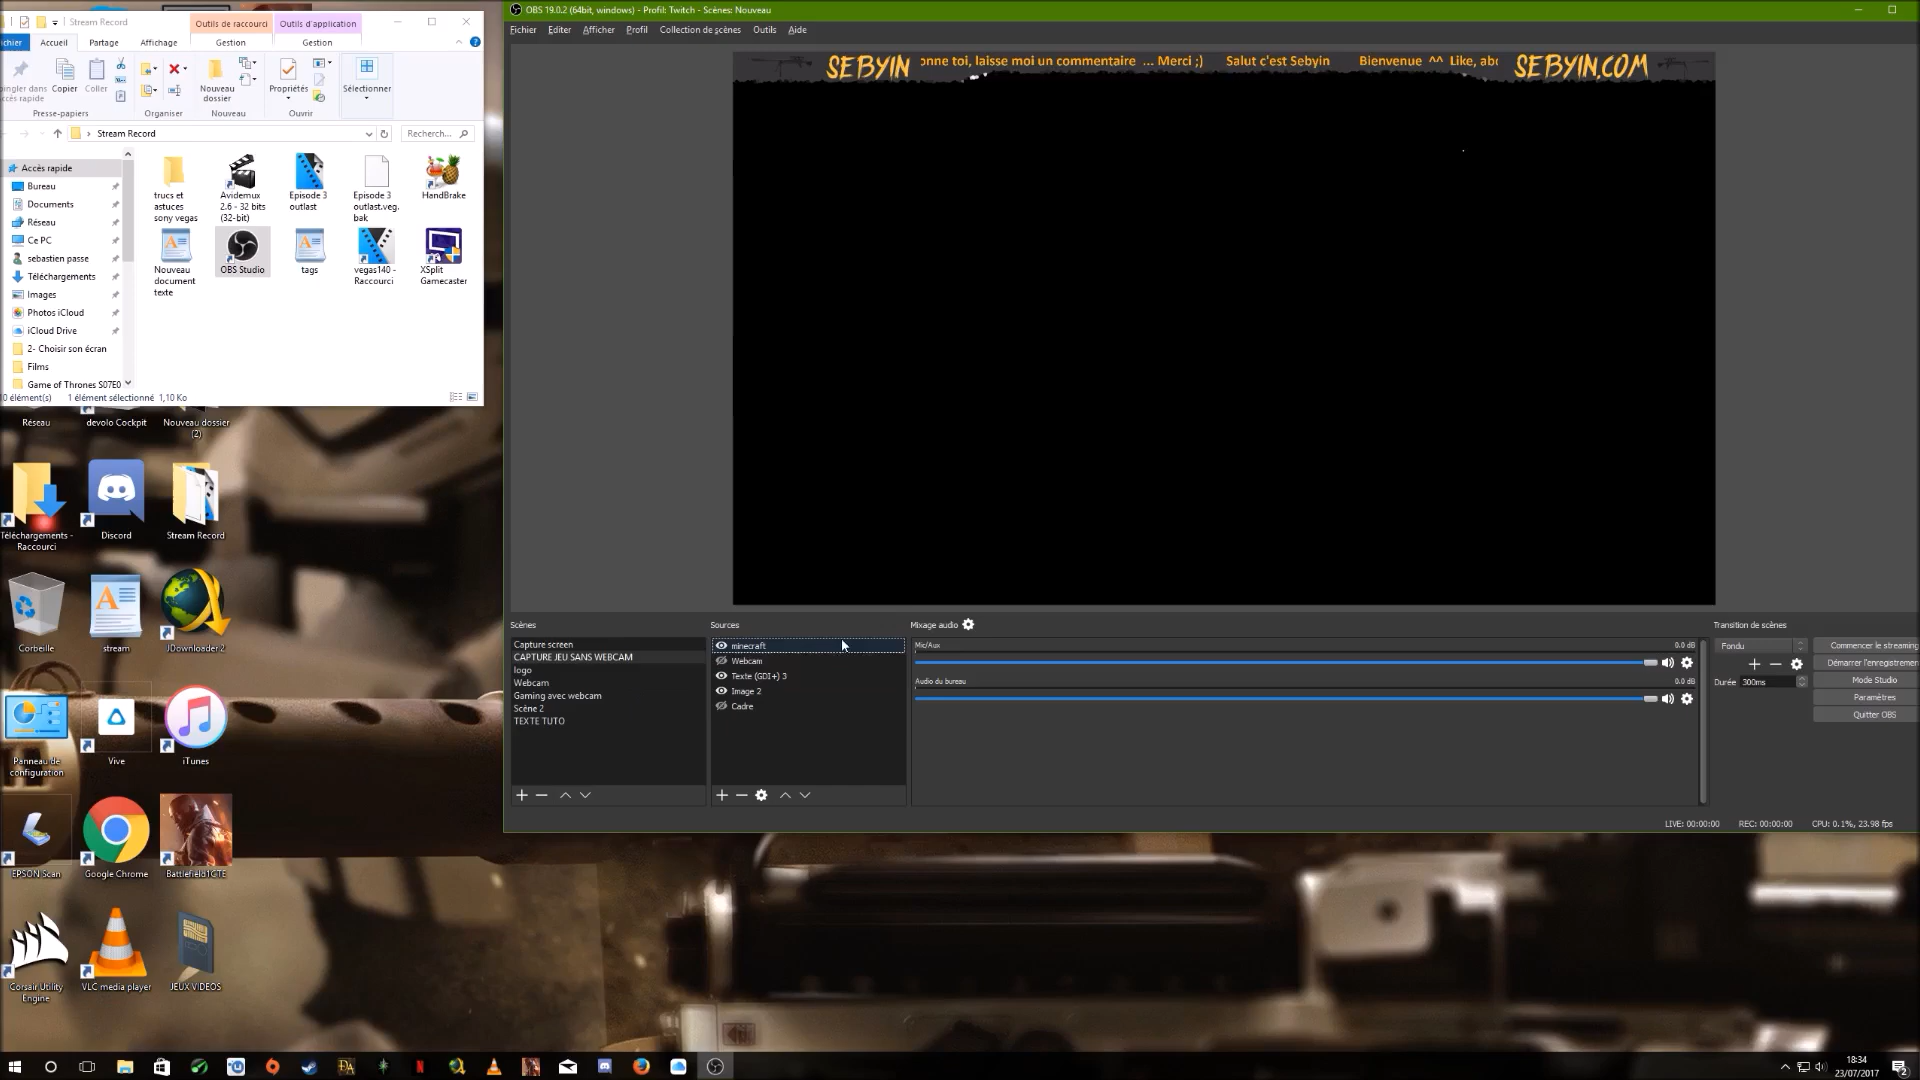 Stream Record
Outils de raccourci
Outils d'application
Accueil
Partage
Affichage
Gestion
Gestion
Copier
Coller
Nouveau
dossier
Propriétés
Sélectionner
Presse-papiers
Organiser
Nouveau
Ouvrir
Stream Record
Recherch...
Accès rapide
Bureau
Documents
Réseau
Ce PC
sebastien passe
Téléchargements
Images
Photos iCloud
iCloud Drive
2- Choisir son écran
Films
Game of Thrones S07E0
trucs et
astuces
sony vegas
Avidemux
2.6 - 32 bits
(32-bit)
Episode 3
outlast
Episode 3
outlast.veg.
bak
HandBrake
Nouveau
document
texte
OBS Studio
tags
vegas140 -
Raccourci
XSplit
Gamecaster
1 élément sélectionné 1,10 Ko
OBS 19.0.2 (64bit, windows) - Profil: Twitch - Scènes: Nouveau
Fichier Editer Afficher Profil Collection de scènes Outils Aide
SEBYIN
onne toi, laisse moi un commentaire ... Merci ;) Salut c'est Sebyin Bienvenue ^^ Like, abo
SEBYIN.COM
Scènes
Capture screen
CAPTURE JEU SANS WEBCAM
logo
Webcam
Gaming avec webcam
Scène 2
TEXTE TUTO
Sources
minecraft
Webcam
Texte (GDI+) 3
Image 2
Cadre
Mixage audio
Mic/Aux
0.0 dB
Audio du bureau
0.0 dB
Transition de scènes
Fondu
Durée 300ms
Commencer le streaming
Démarrer l'enregistremen
Mode Studio
Paramètres
Quitter OBS
LIVE: 00:00:00 REC: 00:00:00 CPU: 0.1%, 23.98 fps
Réseau
devolo Cockpit
Nouveau dossier
(2)
Téléchargements -
Raccourci
Discord
Stream Record
Corbeille
stream
JDownloader 2
Panneau de
configuration
Vive
iTunes
EPSON Scan
Google Chrome
Battlefield1CTE
Corsair Utility
Engine
VLC media player
JEUX VIDEOS
18:34
23/07/2017